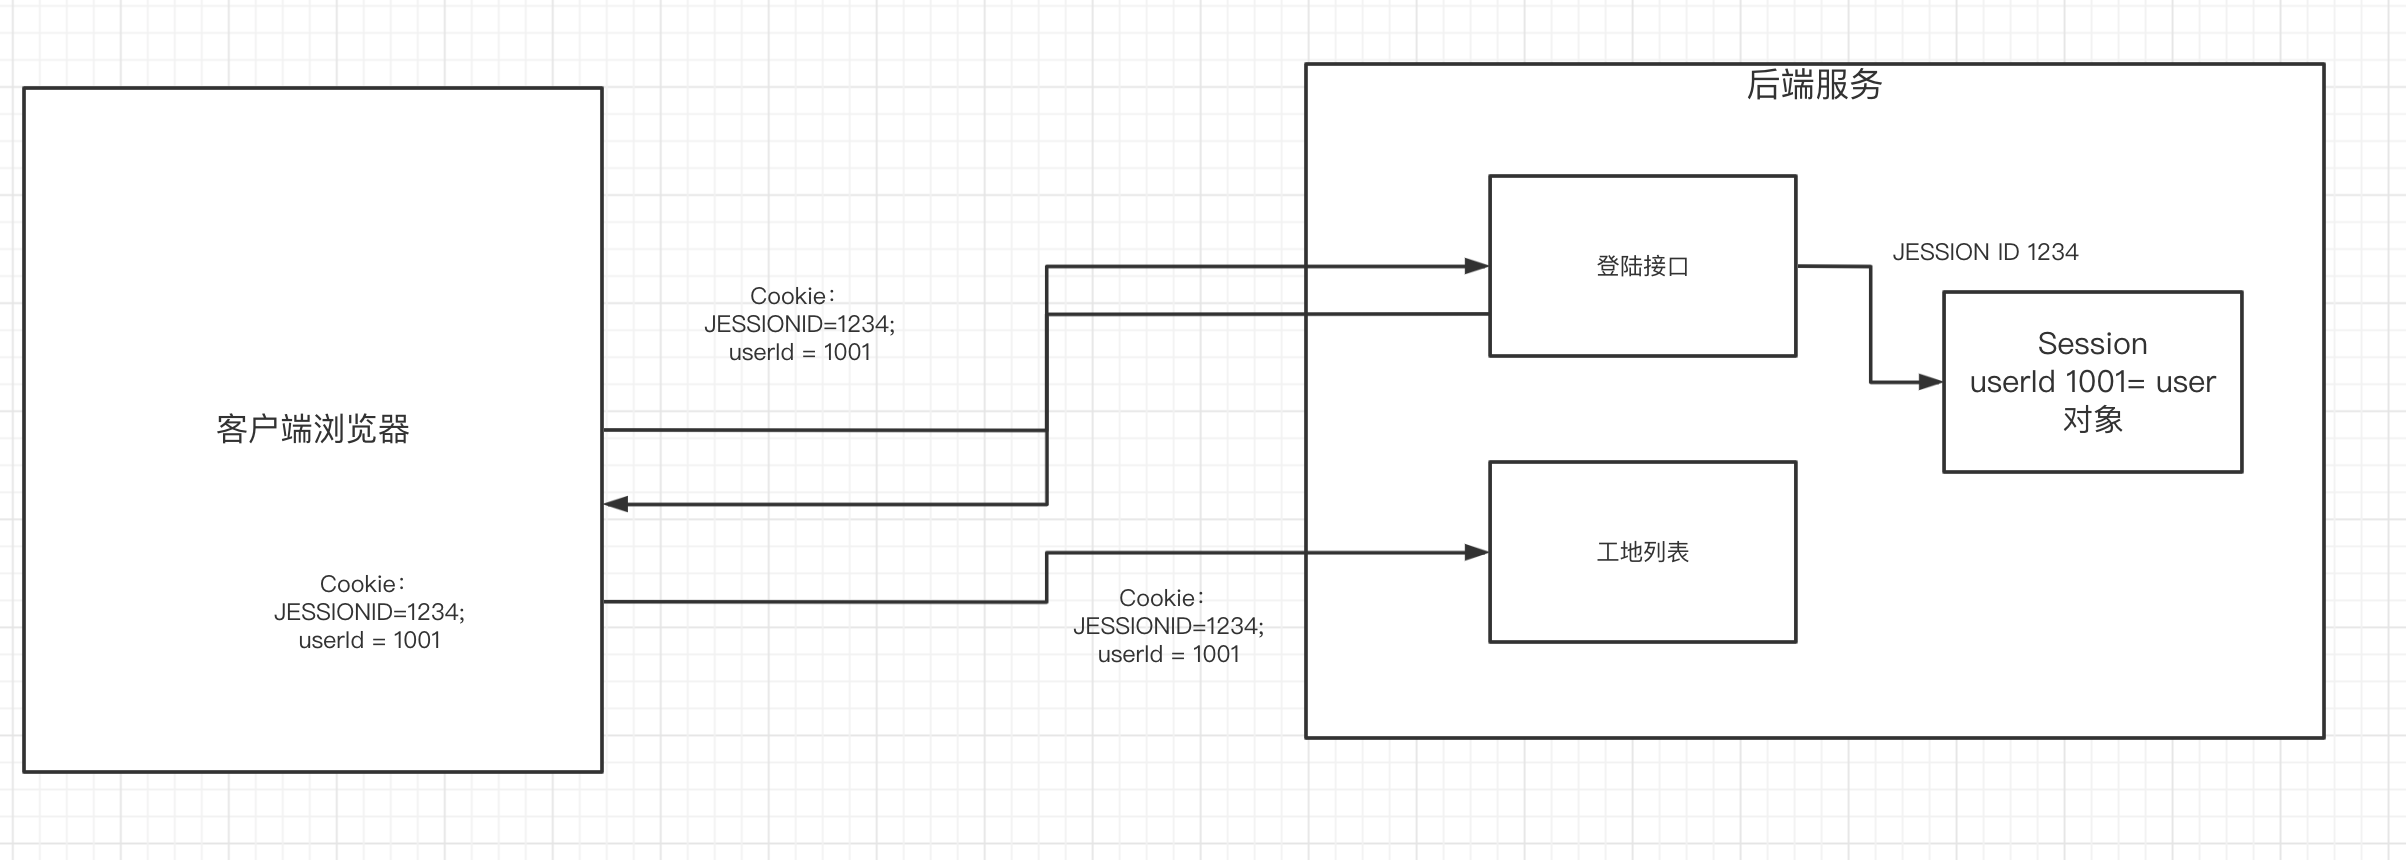 后端服务
登陆接口
JESSION ID 1234
Cookie：
JESSIONID=1234;
userId = 1001
Session
userId 1001= user
对象
客户端浏览器
工地列表
Cookie：
JESSIONID=1234;
userId = 1001
Cookie：
JESSIONID=1234;
userId = 1001